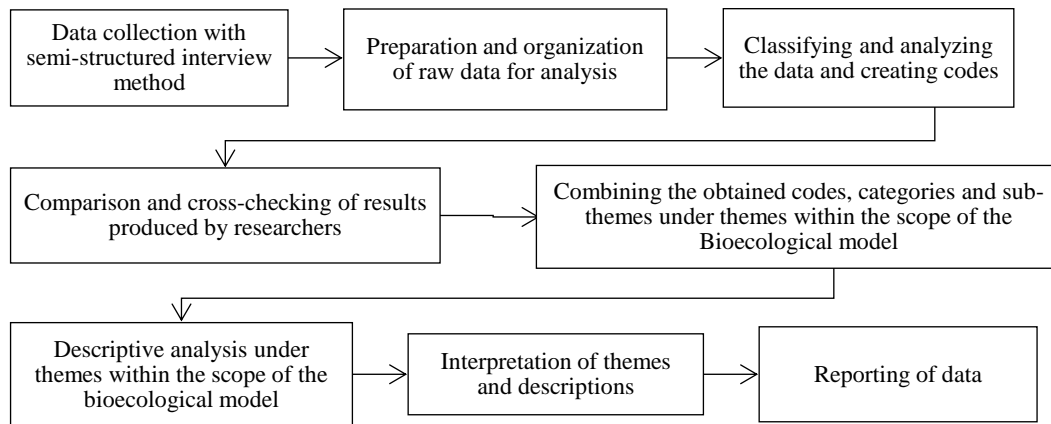 Data collection with
semi-structured interview
method
Preparation and organization
of raw data for analysis
Classifying and analyzing
the data and creating codes
Comparison and cross-checking of results
produced by researchers
Combining the obtained codes, categories and sub-
themes under themes within the scope of the
Bioecological model
Descriptive analysis under
themes within the scope of the
bioecological model
Interpretation of themes
and descriptions
Reporting of data